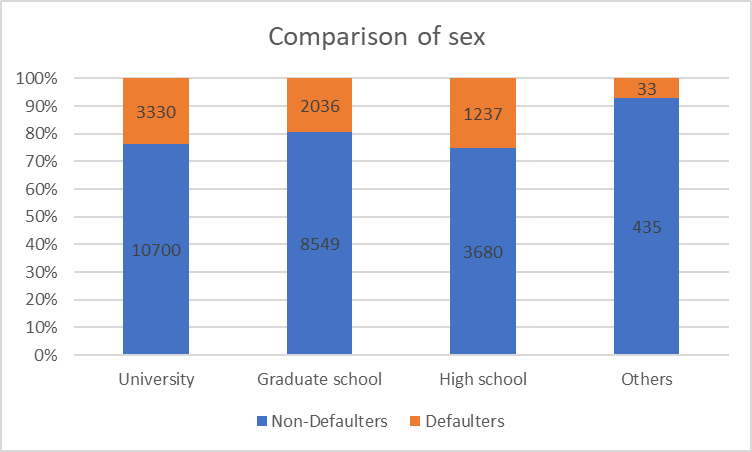 Comparison of sex
100%
90%
80%
70%
60%
50%
40%
30%
20%
10%
0%
3330
2036
1237
33
10700
8549
3680
435
University
Graduate school
High school
Others
Non-Defaulters
Defaulters